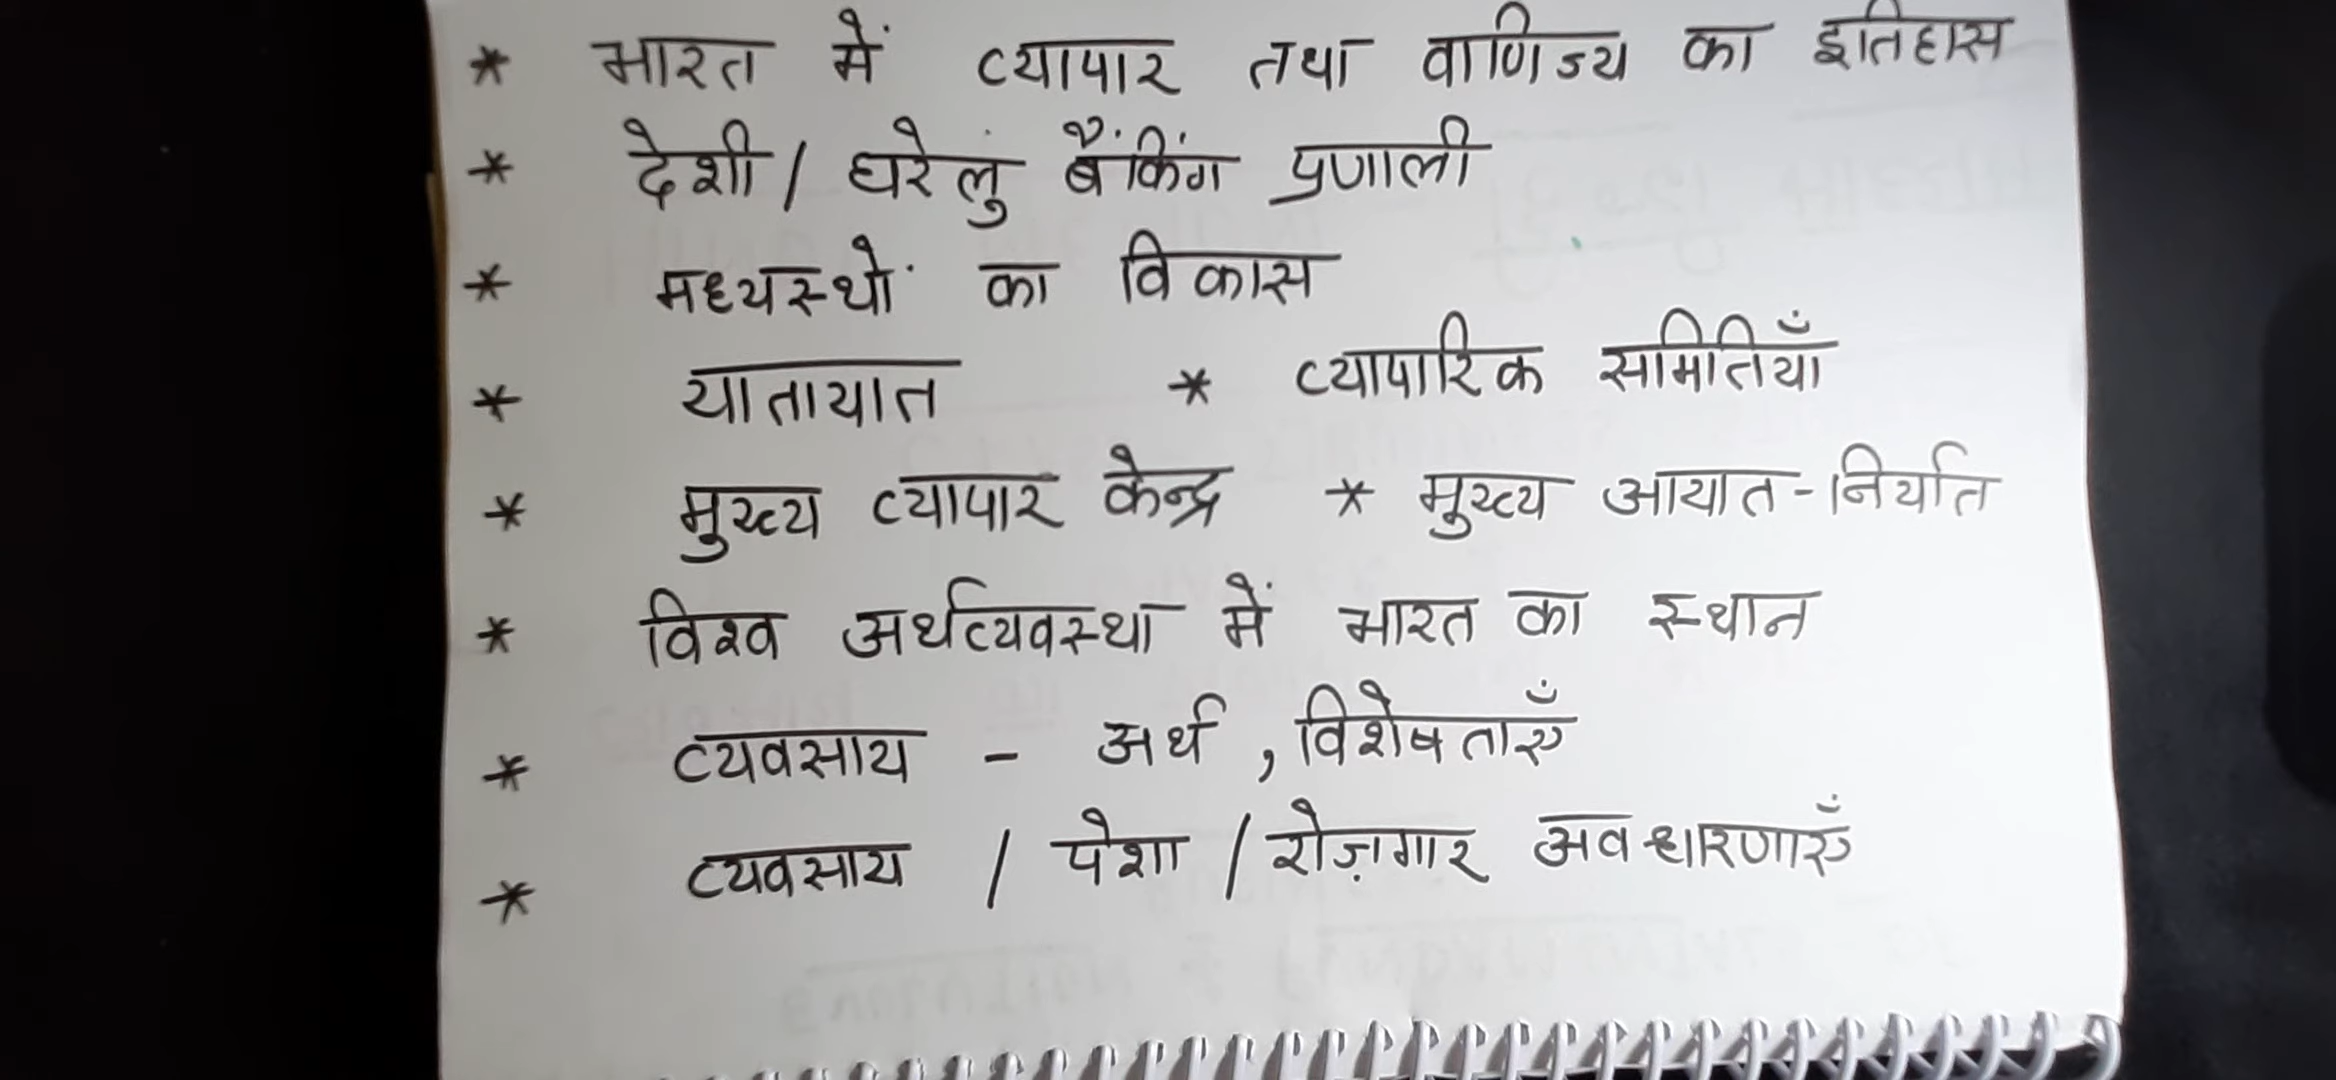 * भारत में व्यापार तथा वाणिज्य का इतिहास
* देशी / घरेलुं बैंकिंग प्रणाली
* मध्यस्थों का विकास
* यातायात * व्यापारिक समितियाँ
* मुख्य व्यापार केन्द्र * मुख्य आयात-निर्यात
* विश्व अर्थव्यवस्था में भारत का स्थान
* व्यवसाय - अर्थ , विशेषताएँ
* व्यवसाय / पेशा / रोज़गार अवधारणाएँ